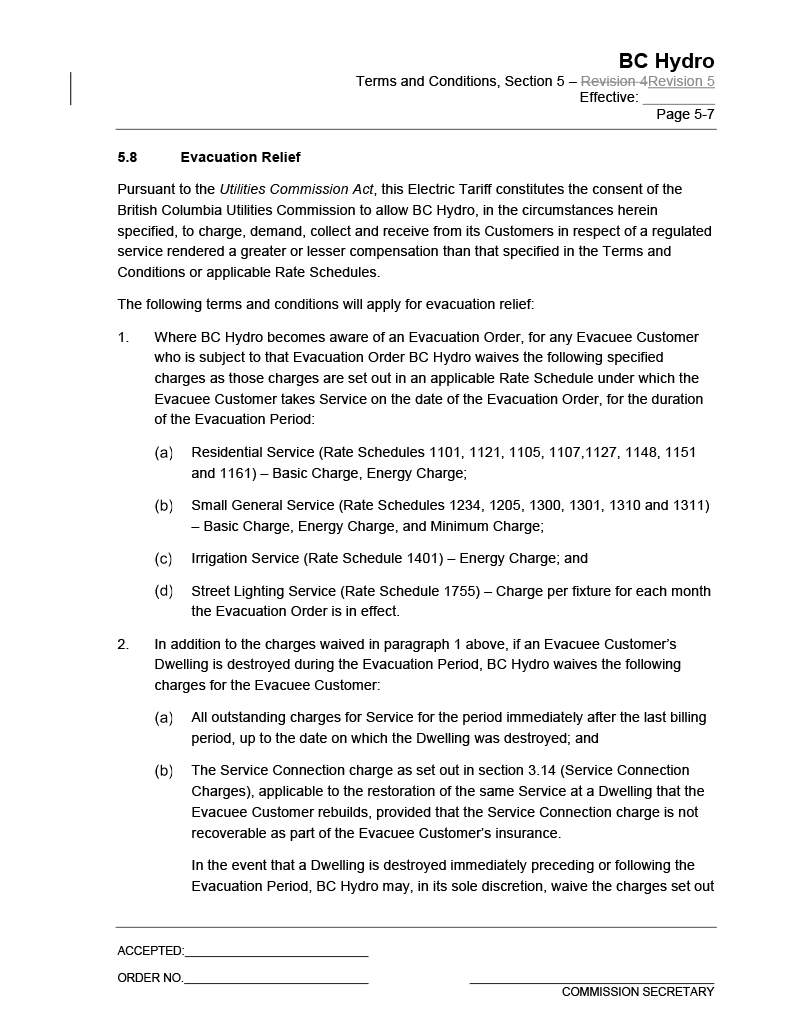 BC Hydro
Terms and Conditions, Section 5 – Revision 4Revision 5
Effective: _________
Page 5-7
5.8 Evacuation Relief
Pursuant to the Utilities Commission Act, this Electric Tariff constitutes the consent of the
British Columbia Utilities Commission to allow BC Hydro, in the circumstances herein
specified, to charge, demand, collect and receive from its Customers in respect of a regulated
service rendered a greater or lesser compensation than that specified in the Terms and
Conditions or applicable Rate Schedules.
The following terms and conditions will apply for evacuation relief:
1. Where BC Hydro becomes aware of an Evacuation Order, for any Evacuee Customer
who is subject to that Evacuation Order BC Hydro waives the following specified
charges as those charges are set out in an applicable Rate Schedule under which the
Evacuee Customer takes Service on the date of the Evacuation Order, for the duration
of the Evacuation Period:
(a) Residential Service (Rate Schedules 1101, 1121, 1105, 1107,1127, 1148, 1151
and 1161) – Basic Charge, Energy Charge;
(b) Small General Service (Rate Schedules 1234, 1205, 1300, 1301, 1310 and 1311)
– Basic Charge, Energy Charge, and Minimum Charge;
(c) Irrigation Service (Rate Schedule 1401) – Energy Charge; and
(d) Street Lighting Service (Rate Schedule 1755) – Charge per fixture for each month
the Evacuation Order is in effect.
2. In addition to the charges waived in paragraph 1 above, if an Evacuee Customer's
Dwelling is destroyed during the Evacuation Period, BC Hydro waives the following
charges for the Evacuee Customer:
(a) All outstanding charges for Service for the period immediately after the last billing
period, up to the date on which the Dwelling was destroyed; and
(b) The Service Connection charge as set out in section 3.14 (Service Connection
Charges), applicable to the restoration of the same Service at a Dwelling that the
Evacuee Customer rebuilds, provided that the Service Connection charge is not
recoverable as part of the Evacuee Customer's insurance.
In the event that a Dwelling is destroyed immediately preceding or following the
Evacuation Period, BC Hydro may, in its sole discretion, waive the charges set out
ACCEPTED:___________________________
ORDER NO.___________________________
COMMISSION SECRETARY